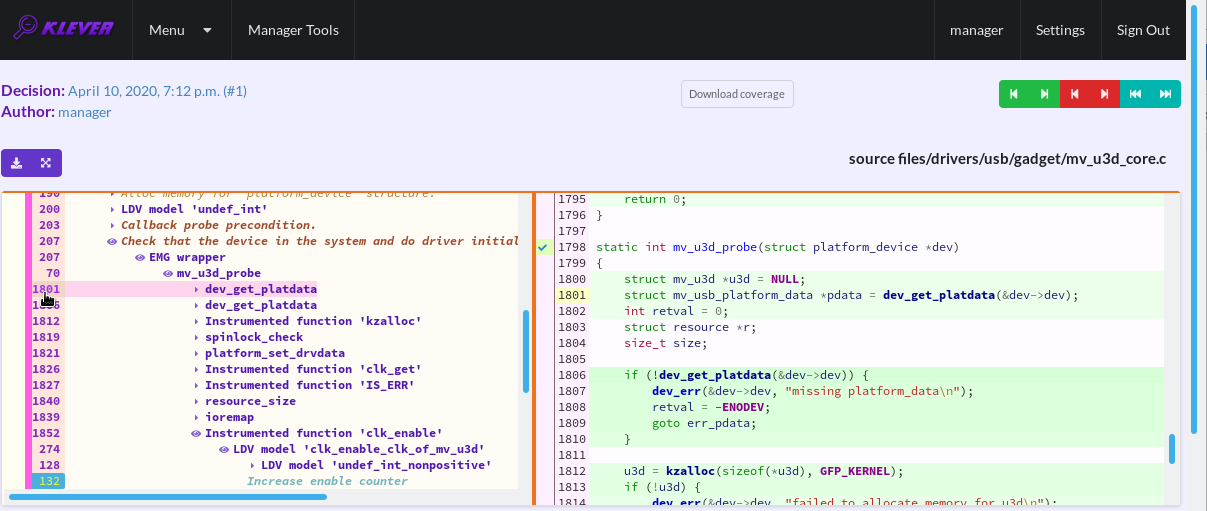 KLEVER Menu Manager Tools manager Settings Sign Out
Decision: April 10, 2020, 7:12 p.m. (#1)
Author: manager
Download coverage
source files/drivers/usb/gadget/mv_u3d_core.c
190 Alloc memory for 'platform_device' structure.
200 LDV model 'undef_int'
203 Callback probe precondition.
207 Check that the device in the system and do driver initial
207 EMG wrapper
70 mv_u3d_probe
1801 dev_get_platdata
dev_get_platdata
1812 Instrumented function 'kzalloc'
1819 spinlock_check
1821 platform_set_drvdata
1826 Instrumented function 'clk_get'
1827 Instrumented function 'IS_ERR'
1840 resource_size
1839 ioremap
1852 Instrumented function 'clk_enable'
274 LDV model 'clk_enable_clk_of_mv_u3d'
128 LDV model 'undef_int_nonpositive'
132 Increase enable counter
1795 return 0;
1796 }
1797
1798 static int mv_u3d_probe(struct platform_device *dev)
1799 {
1800 struct mv_u3d *u3d = NULL;
1801 struct mv_usb_platform_data *pdata = dev_get_platdata(&dev->dev);
1802 int retval = 0;
1803 struct resource *r;
1804 size_t size;
1805
1806 if (!dev_get_platdata(&dev->dev)) {
1807 dev_err(&dev->dev, "missing platform_data\n");
1808 retval = -ENODEV;
1809 goto err_pdata;
1810 }
1811
1812 u3d = kzalloc(sizeof(*u3d), GFP_KERNEL);
1813 if (!u3d) {
1814 dev_err(&dev->dev, "failed to allocate memory for u3d\n");